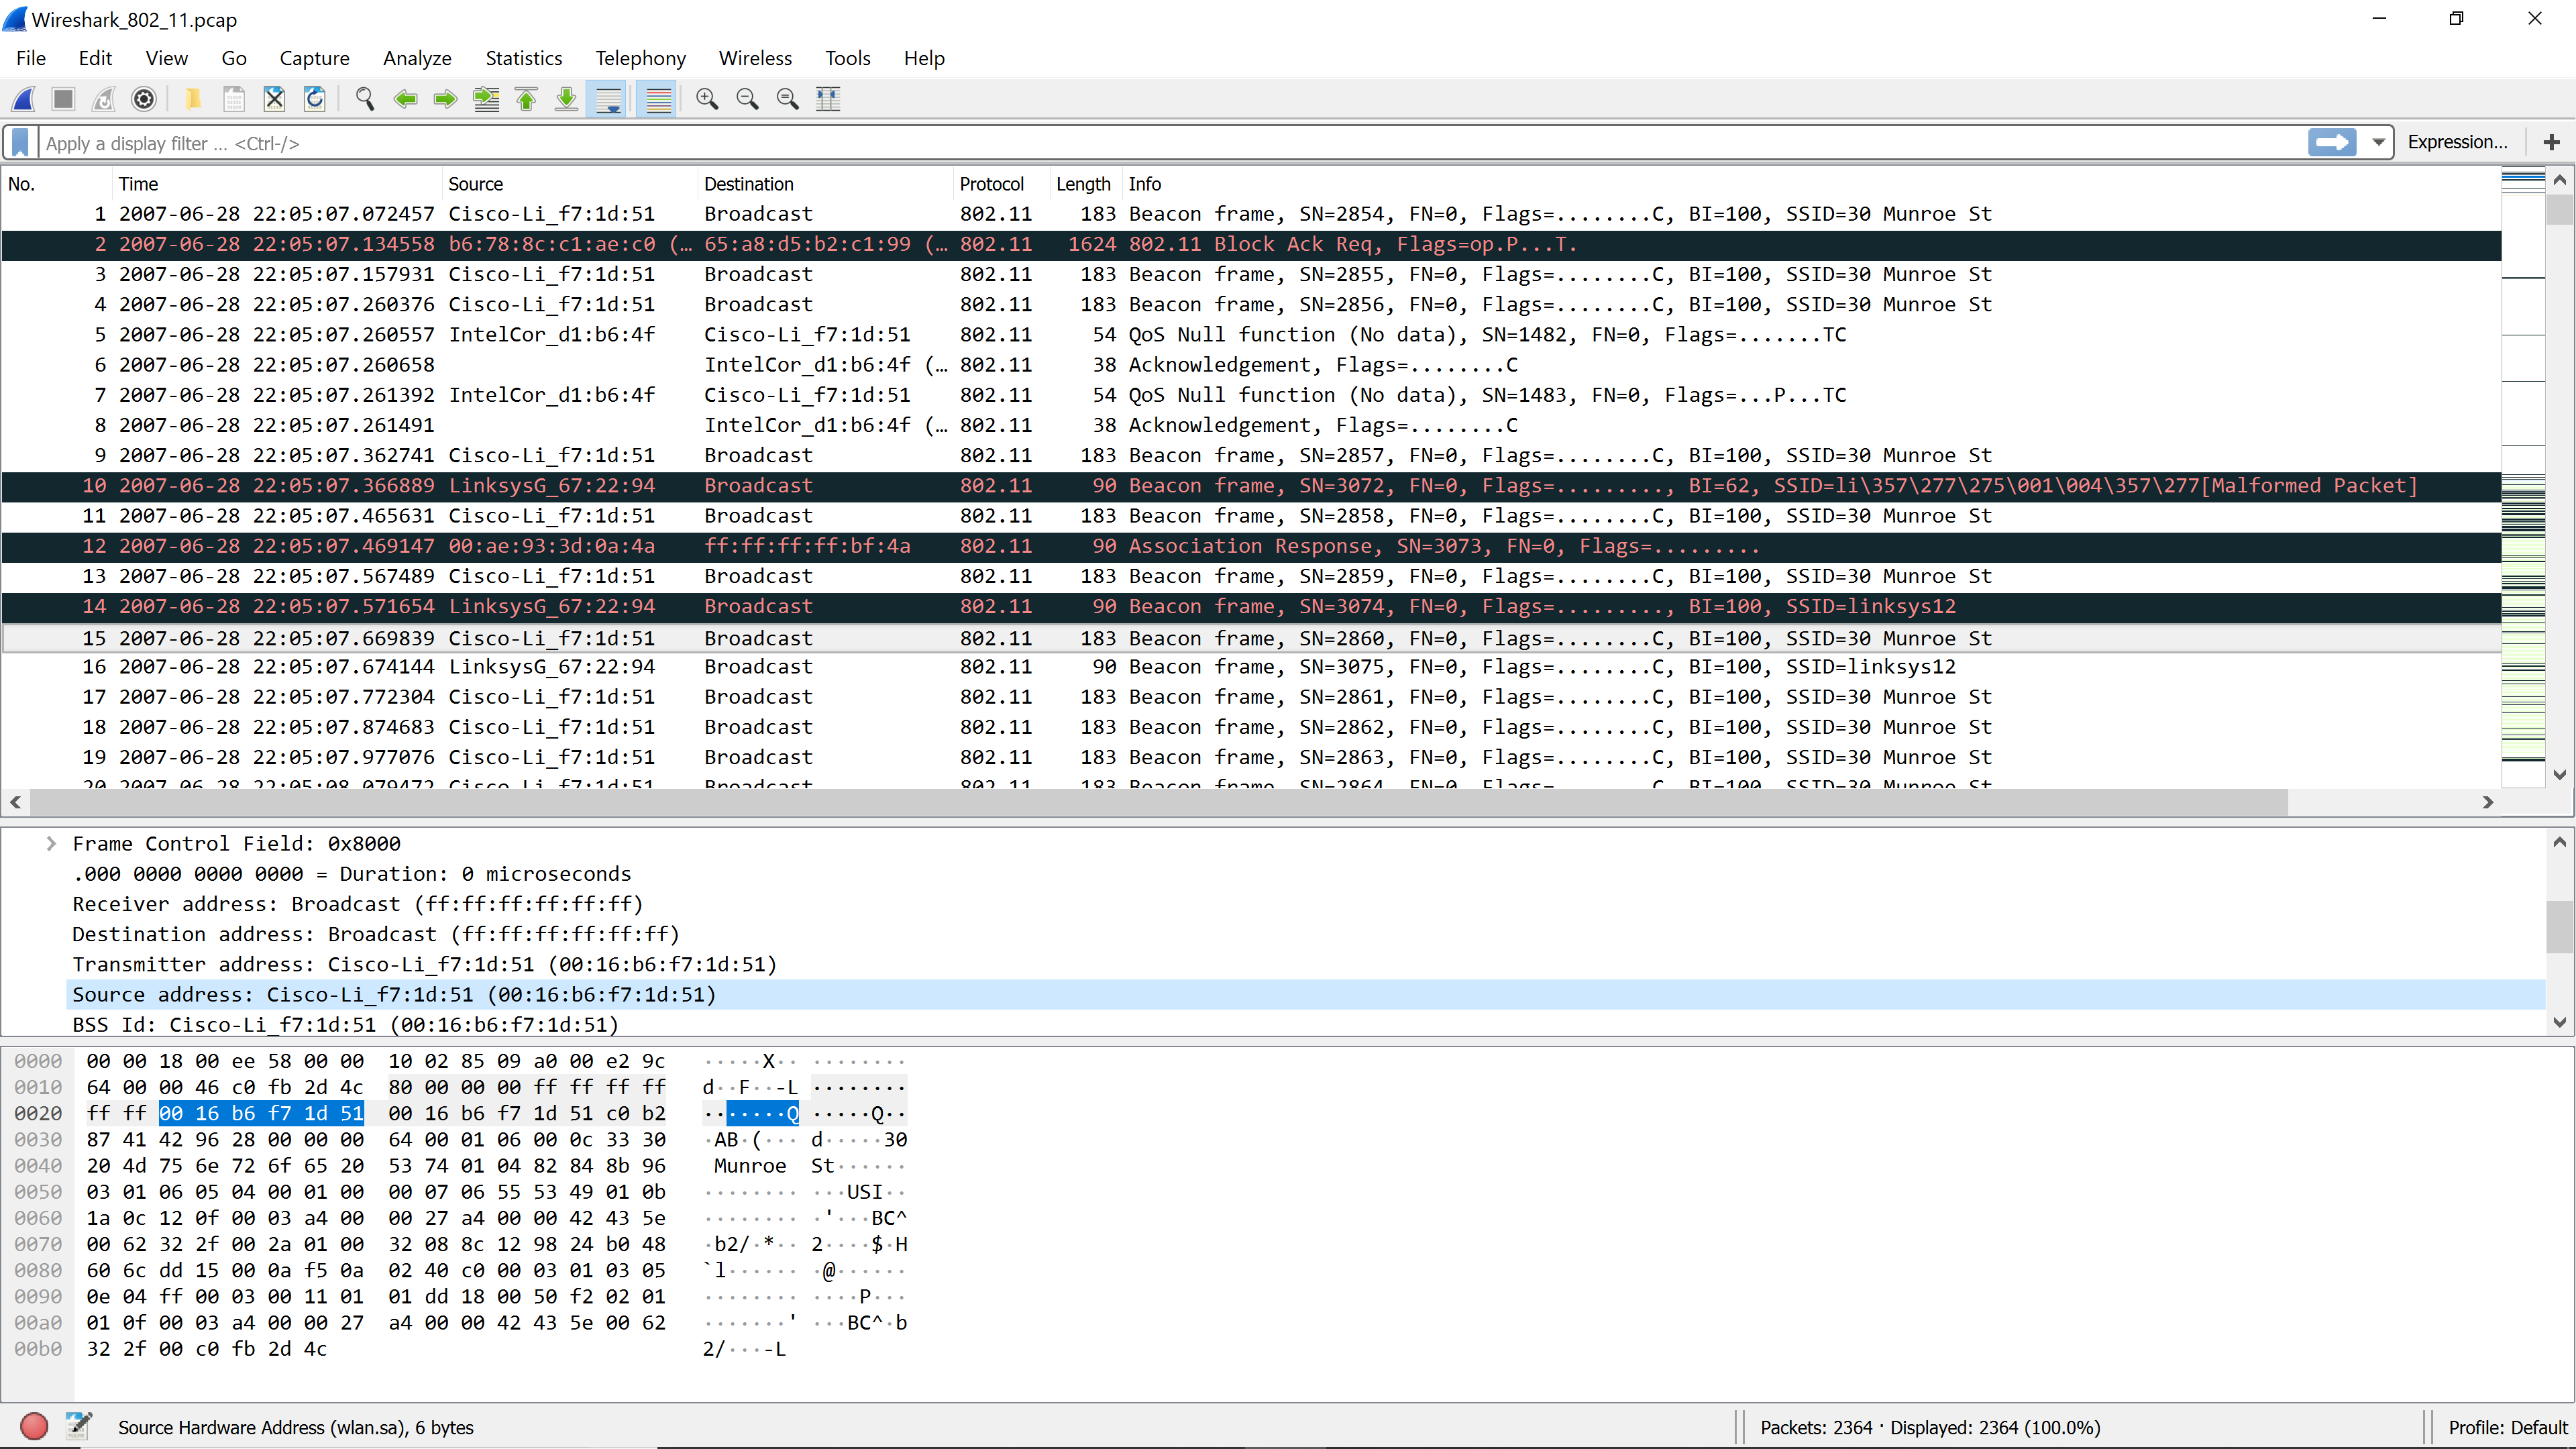 Wireshark_802_11.pcap
File Edit View Go Capture Analyze Statistics Telephony Wireless Tools Help
Apply a display filter ... <Ctrl-/> Expression... +
No. Time Source Destination Protocol Length Info
1 2007-06-28 22:05:07.072457 Cisco-Li_f7:1d:51 Broadcast 802.11 183 Beacon frame, SN=2854, FN=0, Flags=........C, BI=100, SSID=30 Munroe St
2 2007-06-28 22:05:07.134558 b6:78:8c:c1:ae:c0 (… 65:a8:d5:b2:c1:99 (… 802.11 1624 802.11 Block Ack Req, Flags=op.P...T.
3 2007-06-28 22:05:07.157931 Cisco-Li_f7:1d:51 Broadcast 802.11 183 Beacon frame, SN=2855, FN=0, Flags=........C, BI=100, SSID=30 Munroe St
4 2007-06-28 22:05:07.260376 Cisco-Li_f7:1d:51 Broadcast 802.11 183 Beacon frame, SN=2856, FN=0, Flags=........C, BI=100, SSID=30 Munroe St
5 2007-06-28 22:05:07.260557 IntelCor_d1:b6:4f Cisco-Li_f7:1d:51 802.11 54 QoS Null function (No data), SN=1482, FN=0, Flags=.......TC
6 2007-06-28 22:05:07.260658 IntelCor_d1:b6:4f (… 802.11 38 Acknowledgement, Flags=........C
7 2007-06-28 22:05:07.261392 IntelCor_d1:b6:4f Cisco-Li_f7:1d:51 802.11 54 QoS Null function (No data), SN=1483, FN=0, Flags=...P...TC
8 2007-06-28 22:05:07.261491 IntelCor_d1:b6:4f (… 802.11 38 Acknowledgement, Flags=........C
9 2007-06-28 22:05:07.362741 Cisco-Li_f7:1d:51 Broadcast 802.11 183 Beacon frame, SN=2857, FN=0, Flags=........C, BI=100, SSID=30 Munroe St
10 2007-06-28 22:05:07.366889 LinksysG_67:22:94 Broadcast 802.11 90 Beacon frame, SN=3072, FN=0, Flags=........., BI=62, SSID=li\357\277\275\001\004\357\277[Malformed Packet]
11 2007-06-28 22:05:07.465631 Cisco-Li_f7:1d:51 Broadcast 802.11 183 Beacon frame, SN=2858, FN=0, Flags=........C, BI=100, SSID=30 Munroe St
12 2007-06-28 22:05:07.469147 00:ae:93:3d:0a:4a ff:ff:ff:ff:bf:4a 802.11 90 Association Response, SN=3073, FN=0, Flags=.........
13 2007-06-28 22:05:07.567489 Cisco-Li_f7:1d:51 Broadcast 802.11 183 Beacon frame, SN=2859, FN=0, Flags=........C, BI=100, SSID=30 Munroe St
14 2007-06-28 22:05:07.571654 LinksysG_67:22:94 Broadcast 802.11 90 Beacon frame, SN=3074, FN=0, Flags=........., BI=100, SSID=linksys12
15 2007-06-28 22:05:07.669839 Cisco-Li_f7:1d:51 Broadcast 802.11 183 Beacon frame, SN=2860, FN=0, Flags=........C, BI=100, SSID=30 Munroe St
16 2007-06-28 22:05:07.674144 LinksysG_67:22:94 Broadcast 802.11 90 Beacon frame, SN=3075, FN=0, Flags=........C, BI=100, SSID=linksys12
17 2007-06-28 22:05:07.772304 Cisco-Li_f7:1d:51 Broadcast 802.11 183 Beacon frame, SN=2861, FN=0, Flags=........C, BI=100, SSID=30 Munroe St
18 2007-06-28 22:05:07.874683 Cisco-Li_f7:1d:51 Broadcast 802.11 183 Beacon frame, SN=2862, FN=0, Flags=........C, BI=100, SSID=30 Munroe St
19 2007-06-28 22:05:07.977076 Cisco-Li_f7:1d:51 Broadcast 802.11 183 Beacon frame, SN=2863, FN=0, Flags=........C, BI=100, SSID=30 Munroe St
20 2007-06-28 22:05:08.079472 Cisco-Li_f7:1d:51 Broadcast 802.11 183 Beacon frame, SN=2864, FN=0, Flags=........C, BI=100, SSID=30 Munroe St
Frame Control Field: 0x8000
.000 0000 0000 0000 = Duration: 0 microseconds
Receiver address: Broadcast (ff:ff:ff:ff:ff:ff)
Destination address: Broadcast (ff:ff:ff:ff:ff:ff)
Transmitter address: Cisco-Li_f7:1d:51 (00:16:b6:f7:1d:51)
Source address: Cisco-Li_f7:1d:51 (00:16:b6:f7:1d:51)
BSS Id: Cisco-Li_f7:1d:51 (00:16:b6:f7:1d:51)
0000 00 00 18 00 ee 58 00 00 10 02 85 09 a0 00 e2 9c ·····X·· ········
0010 64 00 00 46 c0 fb 2d 4c 80 00 00 00 ff ff ff ff d··F··-L ········
0020 ff ff 00 16 b6 f7 1d 51 00 16 b6 f7 1d 51 c0 b2 ·······Q ·····Q··
0030 87 41 42 96 28 00 00 00 64 00 01 06 00 0c 33 30 ·AB·(··· d·····30
0040 20 4d 75 6e 72 6f 65 20 53 74 01 04 82 84 8b 96 Munroe St······
0050 03 01 06 05 04 00 01 00 00 07 06 55 53 49 01 0b ········ ···USI··
0060 1a 0c 12 0f 00 03 a4 00 00 27 a4 00 00 42 43 5e ········ ·'···BC^
0070 00 62 32 2f 00 2a 01 00 32 08 8c 12 98 24 b0 48 ·b2/·*·· 2····$·H
0080 60 6c dd 15 00 0a f5 0a 02 40 c0 00 03 01 03 05 `l······ ·@······
0090 0e 04 ff 00 03 00 11 01 01 dd 18 00 50 f2 02 01 ········ ····P···
00a0 01 0f 00 03 a4 00 00 27 a4 00 00 42 43 5e 00 62 ·······' ···BC^·b
00b0 32 2f 00 c0 fb 2d 4c 2/···-L
Source Hardware Address (wlan.sa), 6 bytes Packets: 2364 · Displayed: 2364 (100.0%) Profile: Default